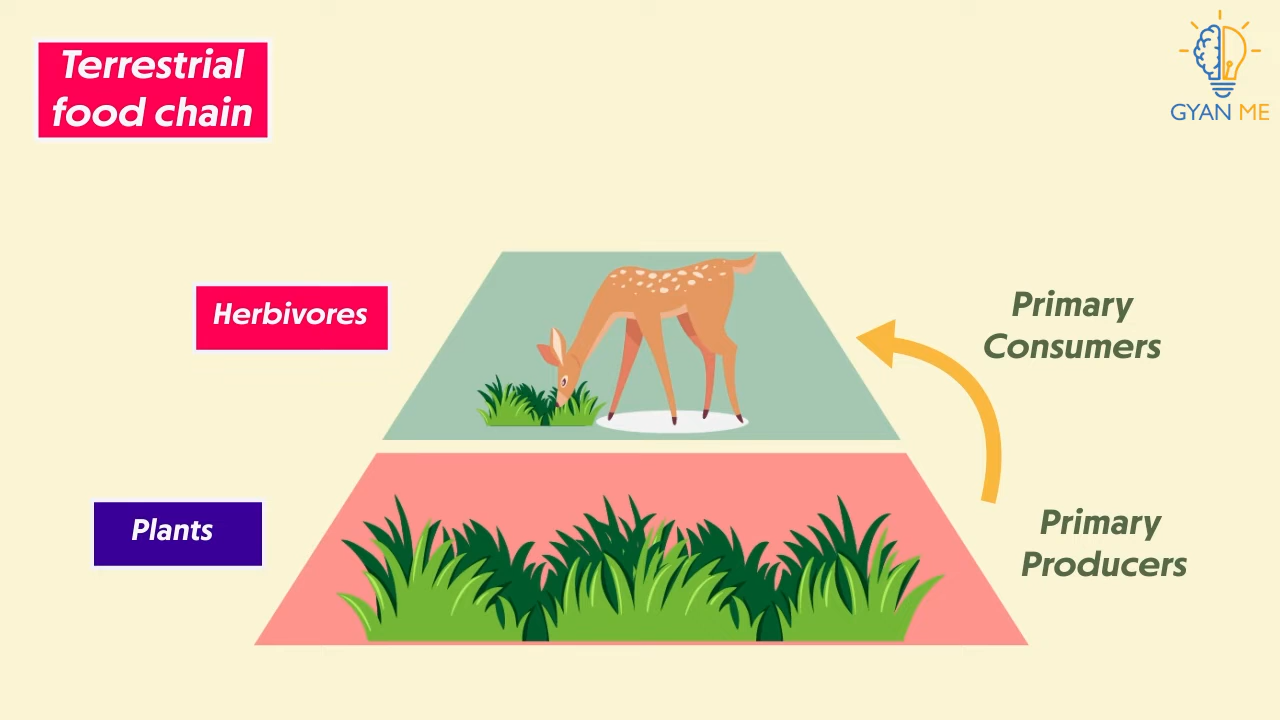 Terrestrial
food chain
GYAN ME
Herbivores
Primary
Consumers
Plants
Primary
Producers